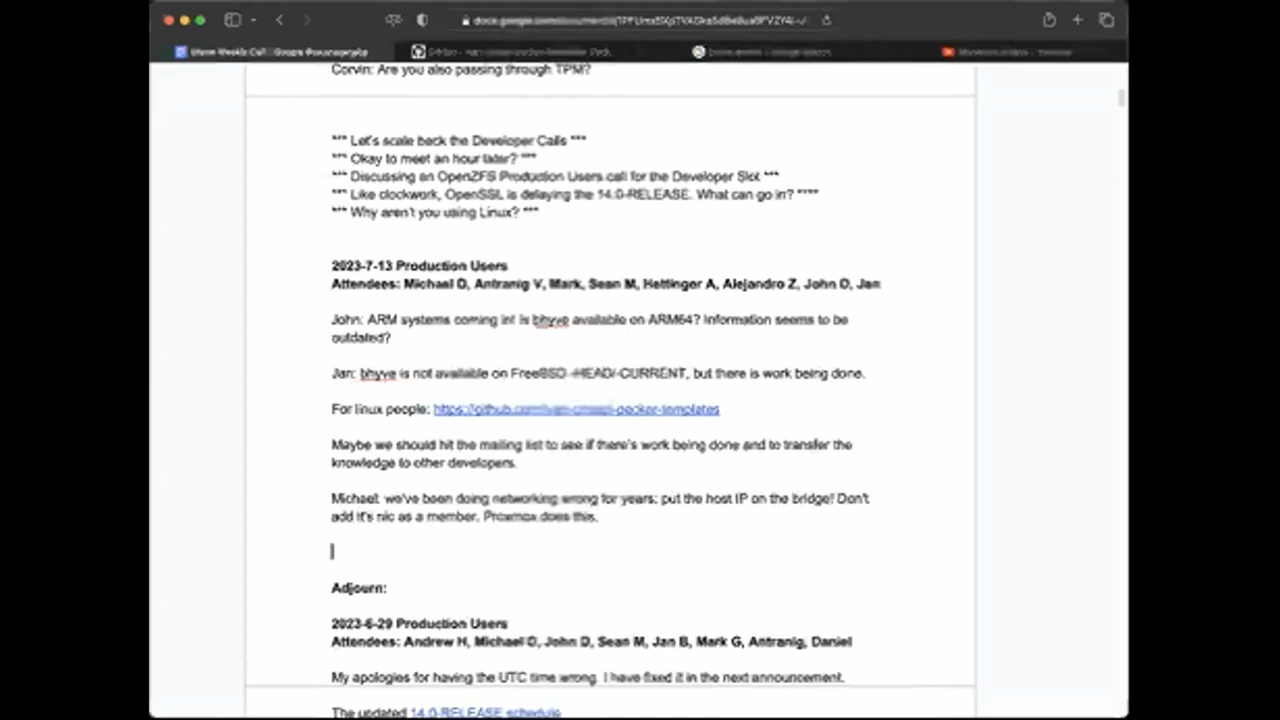 Corvin: Are you also passing through TPM?
*** Let's scale back the Developer Calls ***
*** Okay to meet an hour later? ***
*** Discussing an OpenZFS Production Users call for the Developer Slot ***
*** Like clockwork, OpenSSL is delaying the 14.0-RELEASE. What can go in? ****
*** Why aren't you using Linux? ***
2023-7-13 Production Users
Attendees: Michael D, Antranig V, Mark, Sean M, Hettinger A, Alejandro Z, John D, Jan
John: ARM systems coming in! Is bhyve available on ARM64? Information seems to be
outdated?
Jan: bhyve is not available on FreeBSD -HEAD/-CURRENT, but there is work being done.
For linux people:
Maybe we should hit the mailing list to see if there's work being done and to transfer the
knowledge to other developers.
Michael: we've been doing networking wrong for years: put the host IP on the bridge! Don't
add it's nic as a member. Proxmox does this.
Adjourn:
2023-6-29 Production Users
Attendees: Andrew H, Michael D, John D, Sean M, Jan B, Mark G, Antranig, Daniel
My apologies for having the UTC time wrong. I have fixed it in the next announcement.
The updated 14.0-RELEASE schedule